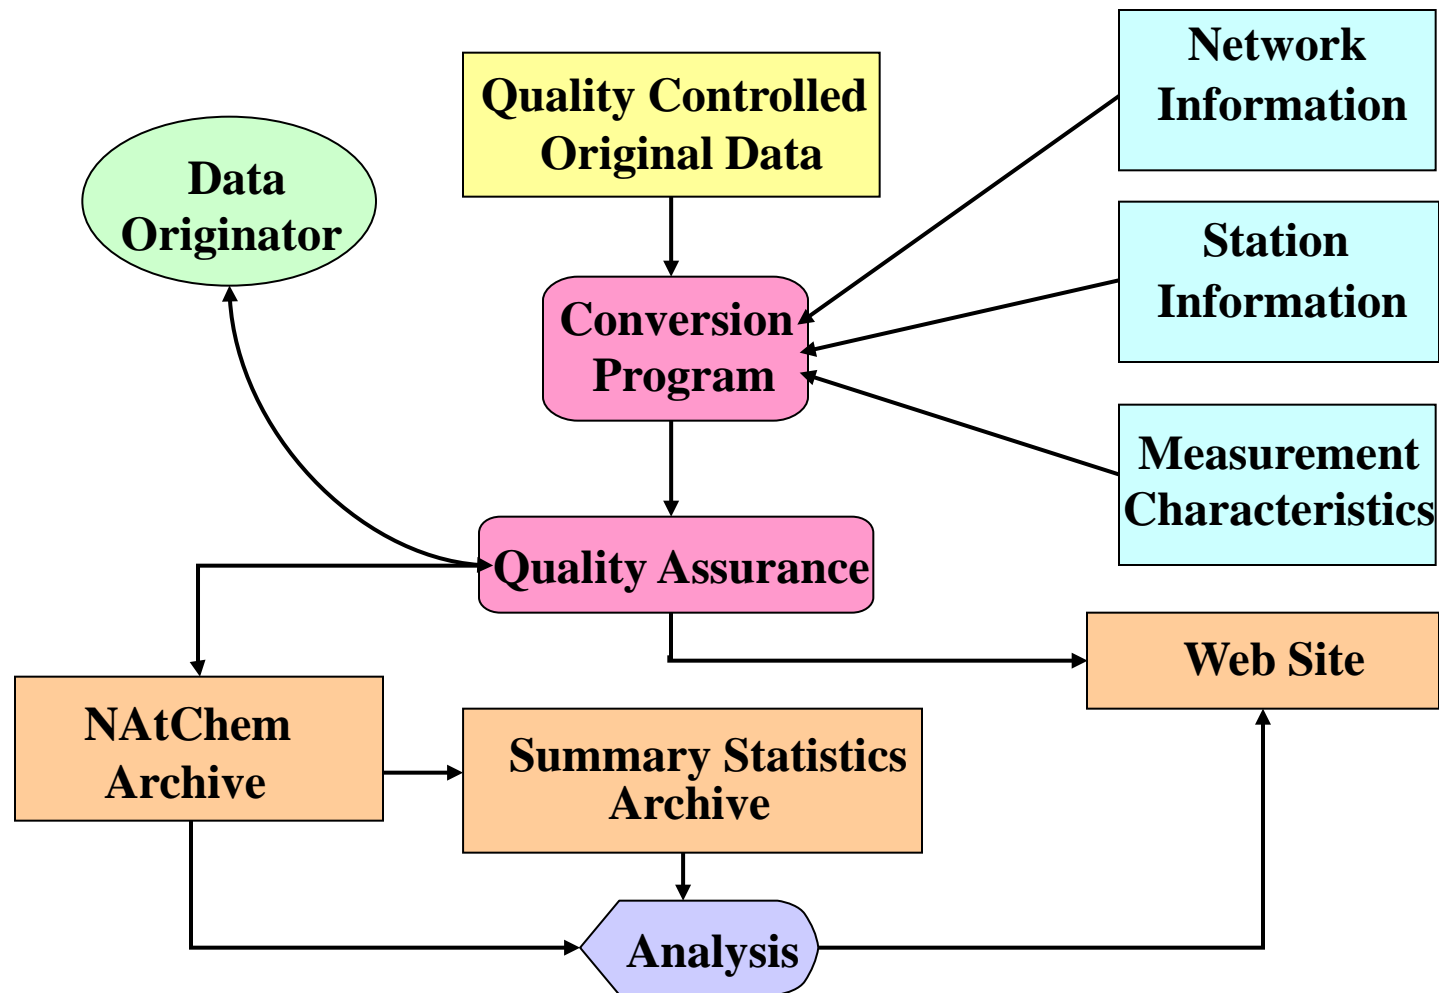 Quality Controlled
Original Data
Network
Information
Data
Originator
Station
Information
Conversion
Program
Measurement
Characteristics
Quality Assurance
Web Site
NAtChem
Archive
Summary Statistics
Archive
Analysis